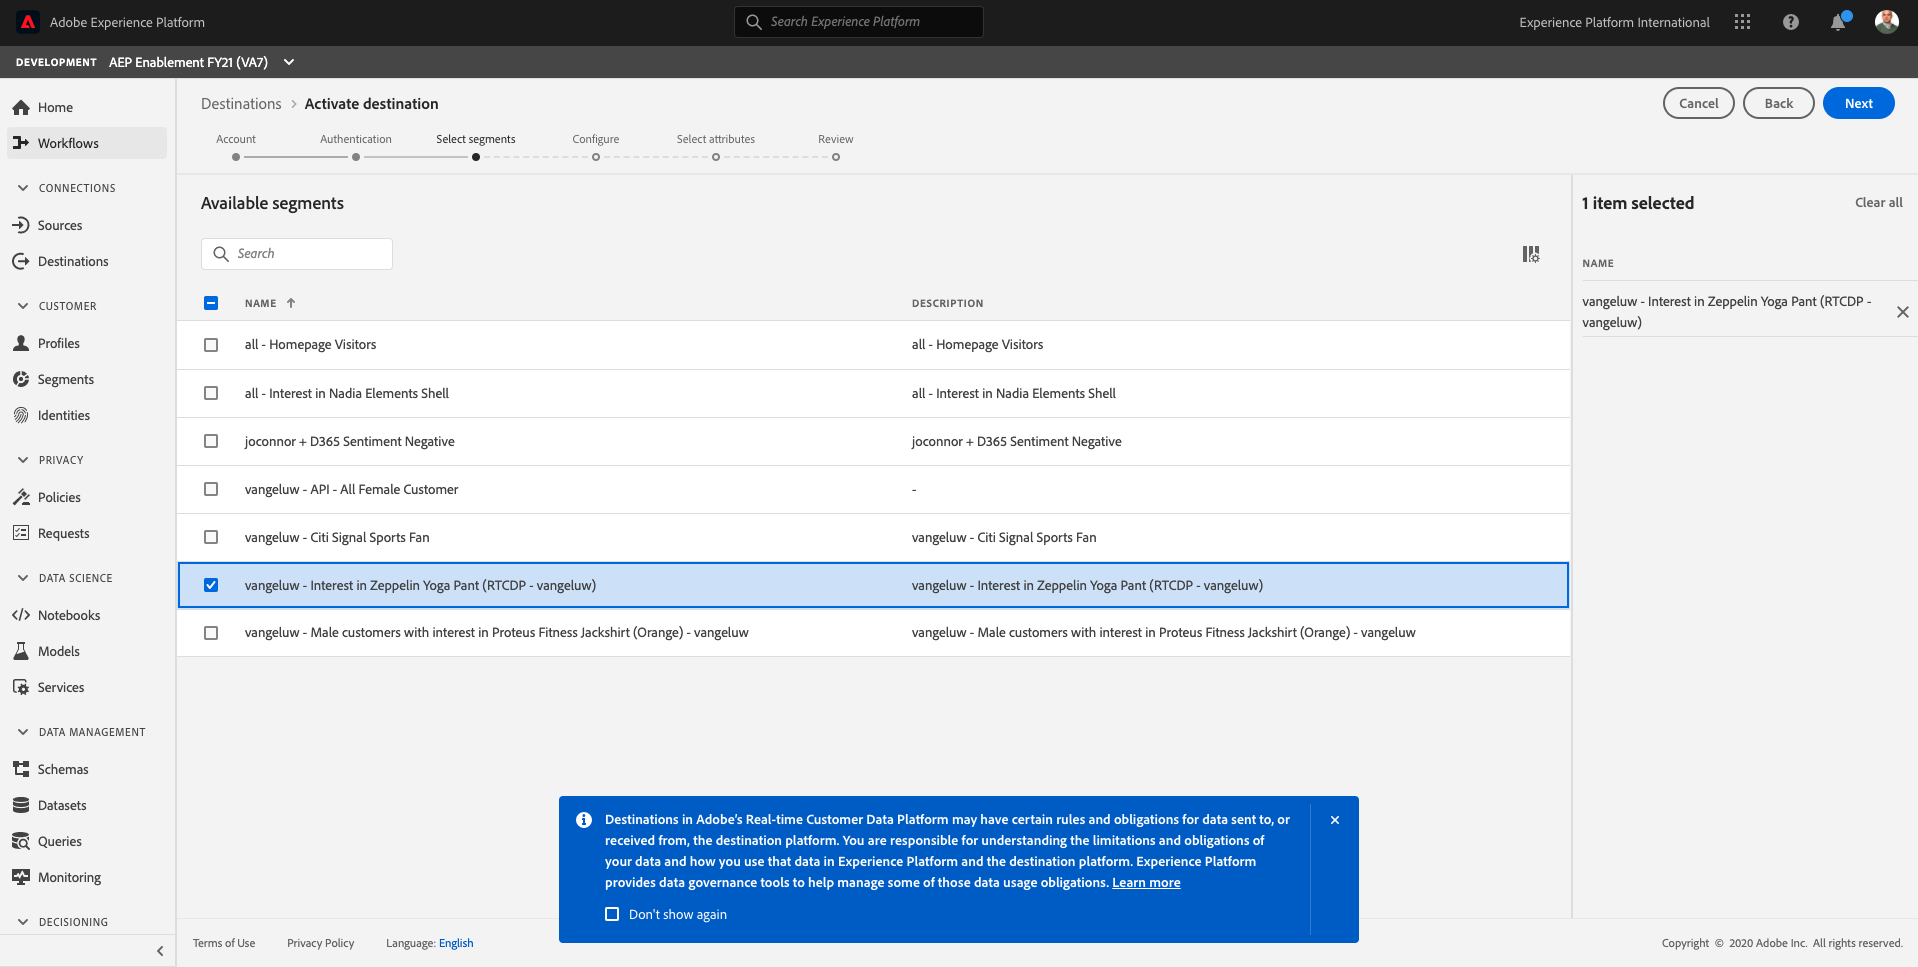 Adobe Experience Platform
Search Experience Platform
Experience Platform International
DEVELOPMENT AEP Enablement FY21 (VA7)
Home
Workflows
CONNECTIONS
Sources
Destinations
CUSTOMER
Profiles
Segments
Identities
PRIVACY
Policies
Requests
DATA SCIENCE
Notebooks
Models
Services
DATA MANAGEMENT
Schemas
Datasets
Queries
Monitoring
DECISIONING
Destinations > Activate destination
Cancel
Back
Next
Account
Authentication
Select segments
Configure
Select attributes
Review
Available segments
Search
NAME DESCRIPTION
all - Homepage Visitors all - Homepage Visitors
all - Interest in Nadia Elements Shell all - Interest in Nadia Elements Shell
joconnor + D365 Sentiment Negative joconnor + D365 Sentiment Negative
vangeluw - API - All Female Customer -
vangeluw - Citi Signal Sports Fan vangeluw - Citi Signal Sports Fan
vangeluw - Interest in Zeppelin Yoga Pant (RTCDP - vangeluw) vangeluw - Interest in Zeppelin Yoga Pant (RTCDP - vangeluw)
vangeluw - Male customers with interest in Proteus Fitness Jackshirt (Orange) - vangeluw vangeluw - Male customers with interest in Proteus Fitness Jackshirt (Orange) - vangeluw
1 item selected
Clear all
NAME
vangeluw - Interest in Zeppelin Yoga Pant (RTCDP -
vangeluw)
Destinations in Adobe's Real-time Customer Data Platform may have certain rules and obligations for data sent to, or
received from, the destination platform. You are responsible for understanding the limitations and obligations of
your data and how you use that data in Experience Platform and the destination platform. Experience Platform
provides data governance tools to help manage some of those data usage obligations. Learn more
Don't show again
Terms of Use
Privacy Policy
Language: English
Copyright © 2020 Adobe Inc. All rights reserved.